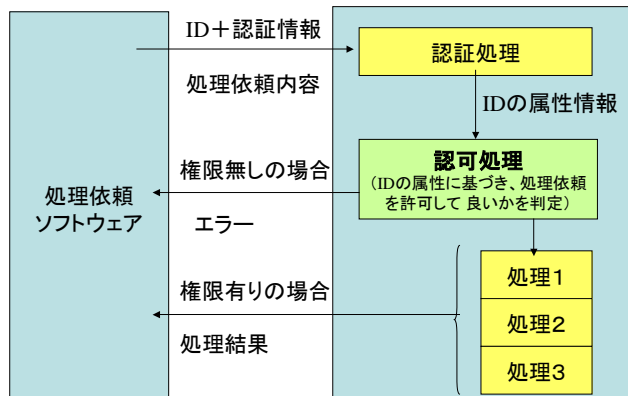 ID＋認証情報
処理依頼内容
認証処理
IDの属性情報
認可処理
（IDの属性に基づき、処理依頼
を許可して 良いかを判定）
権限無しの場合
エラー
処理依頼
ソフトウェア
権限有りの場合
処理結果
処理１
処理２
処理３